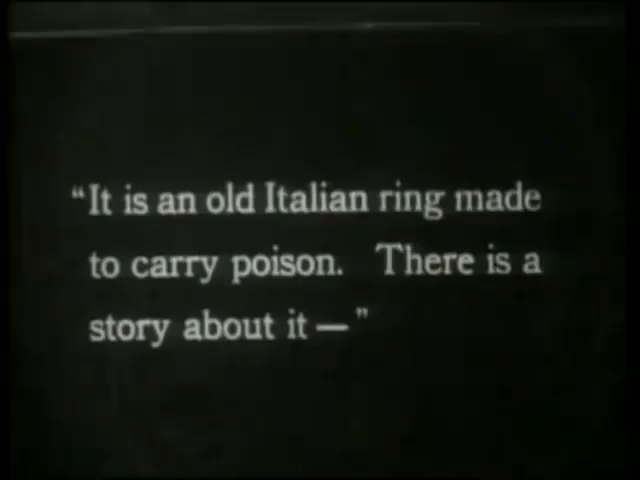 “It is an old Italian ring made
to carry poison. There is a
story about it—”